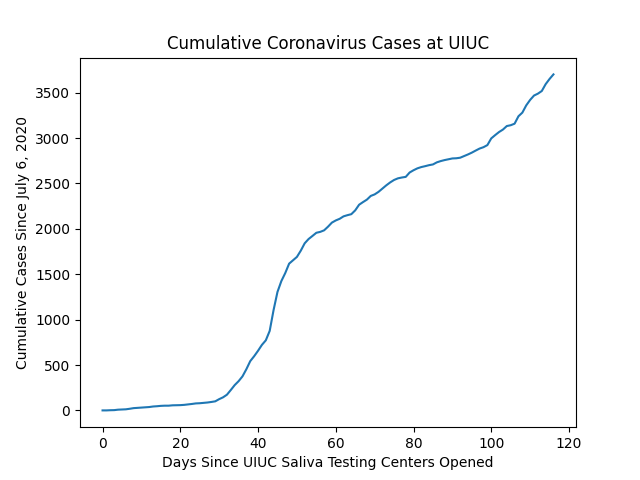 Cumulative Coronavirus Cases at UIUC
Cumulative Cases Since July 6, 2020
3500
3000
2500
2000
1500
1000
500
0
0 20 40 60 80 100 120
Days Since UIUC Saliva Testing Centers Opened